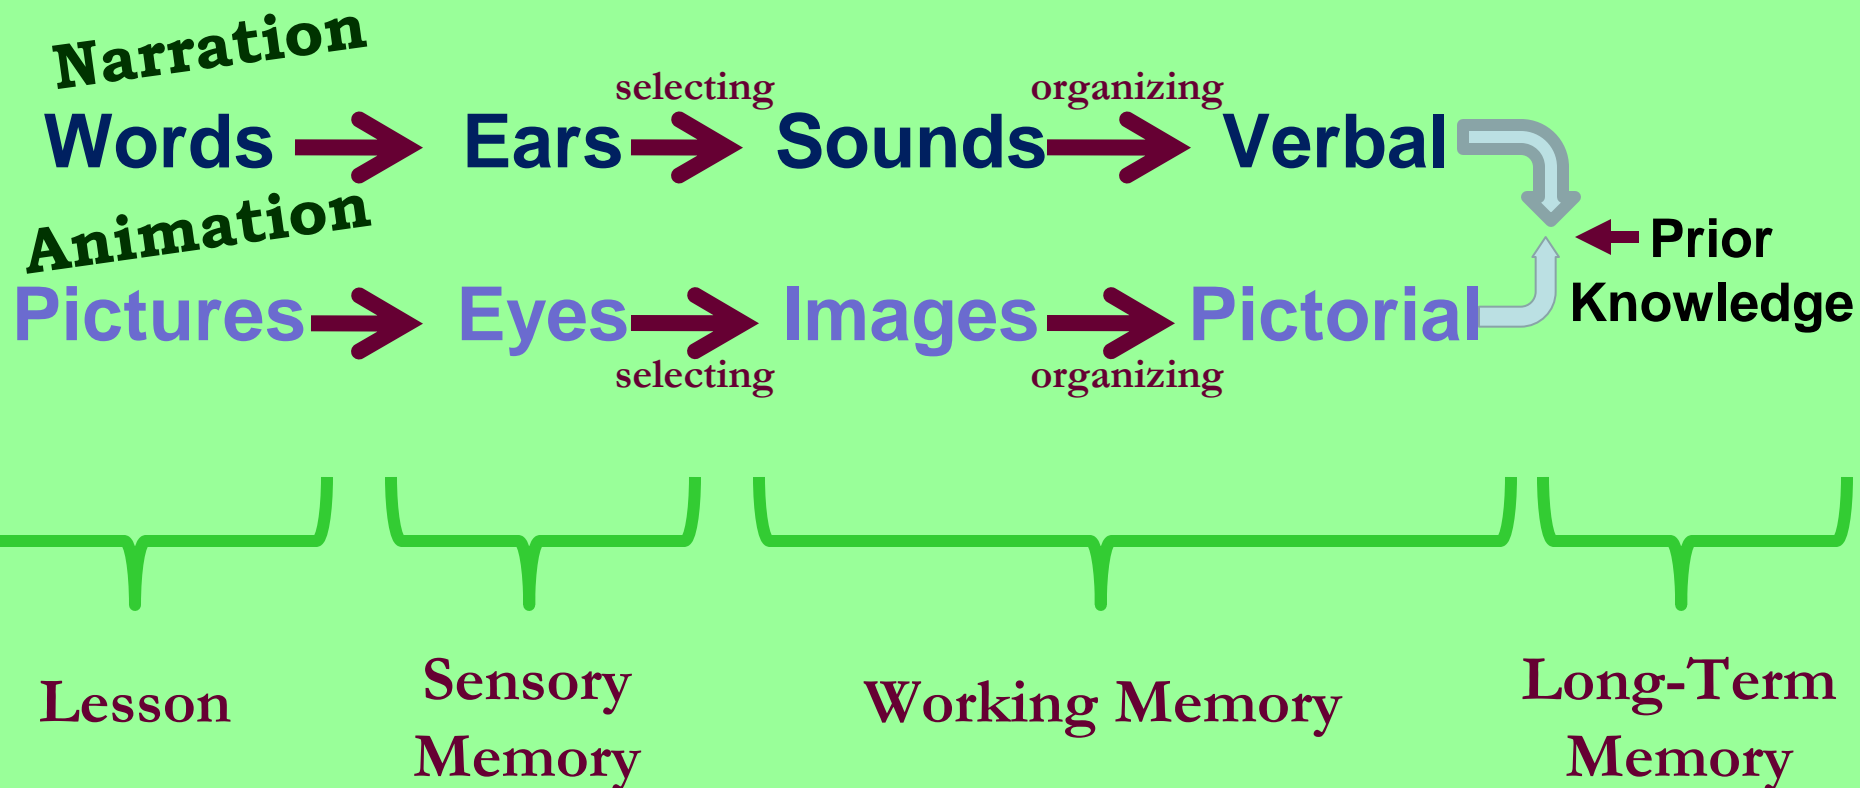 Narration
selecting organizing
Words Ears Sounds Verbal
Animation
Prior
Knowledge
Pictures Eyes Images Pictorial
selecting organizing
Lesson
Sensory
Memory
Working Memory
Long-Term
Memory